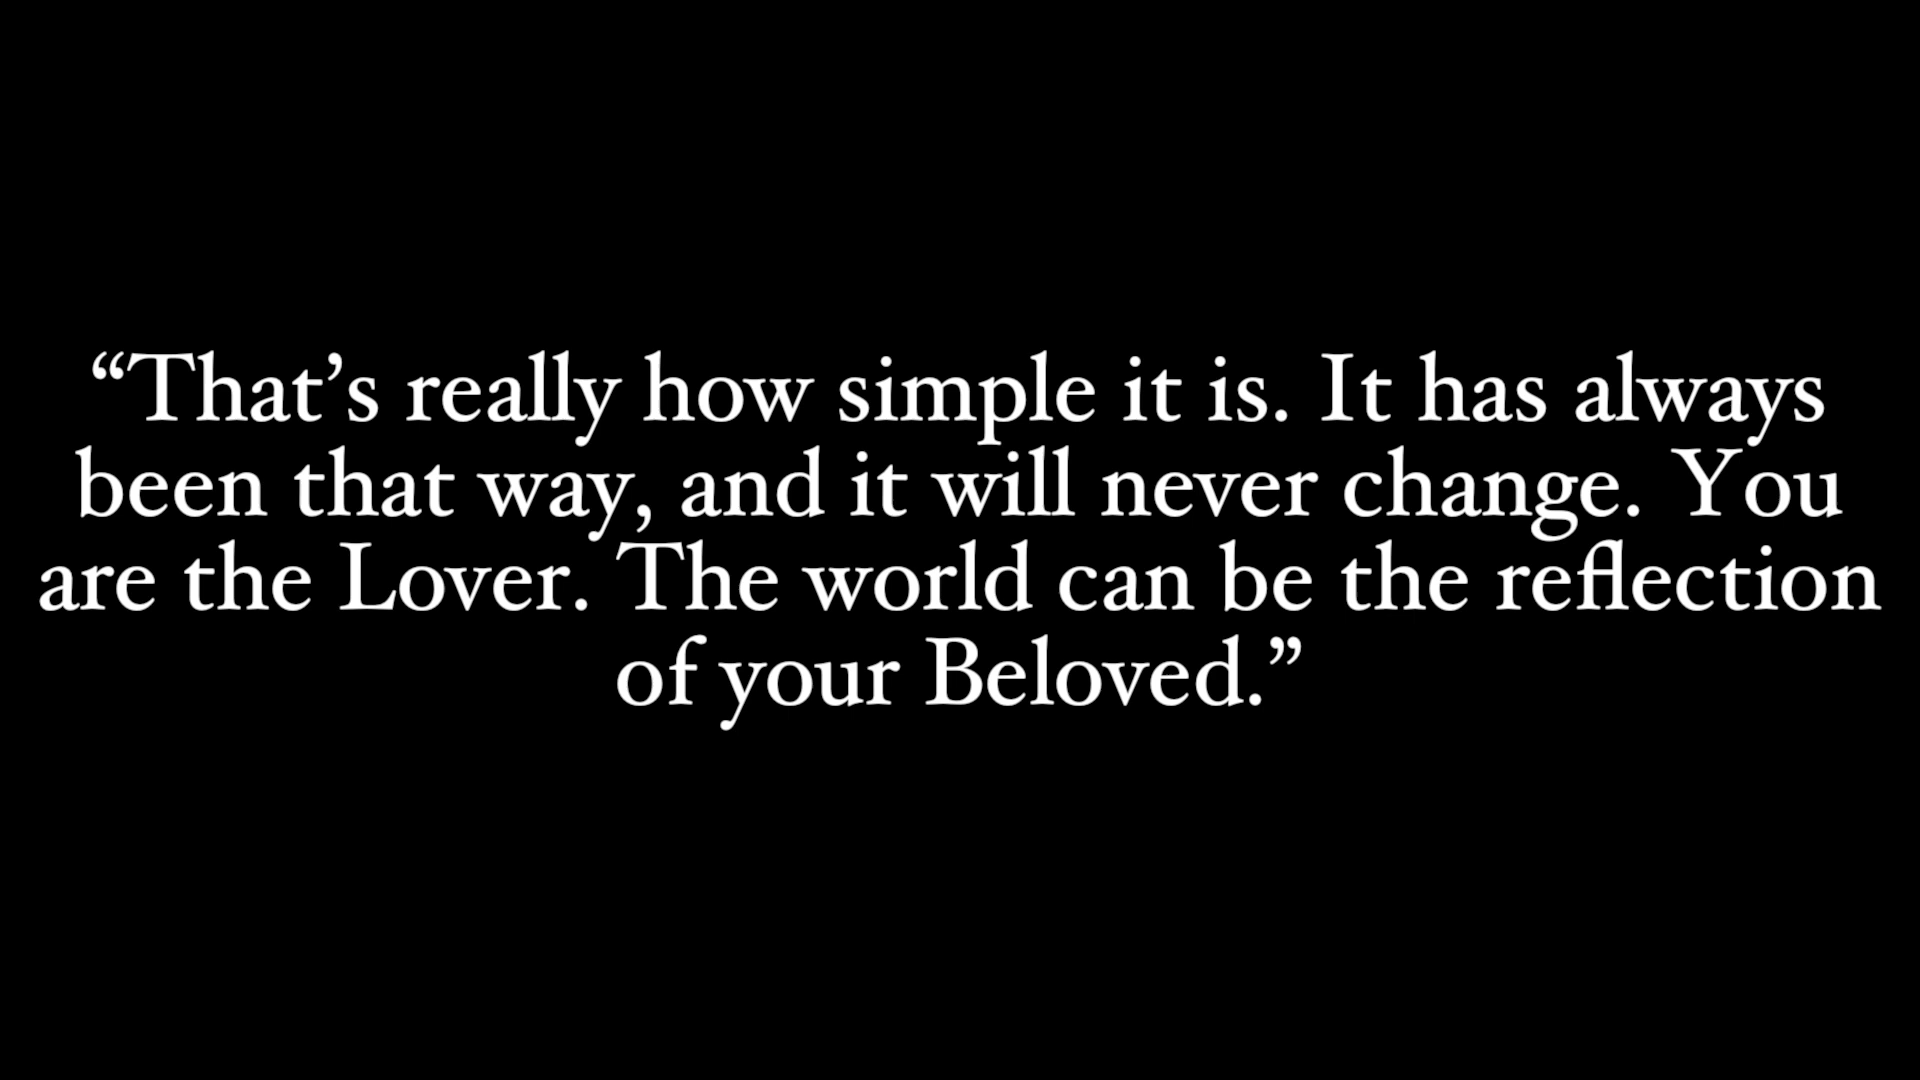 “That’s really how simple it is. It has always
been that way, and it will never change. You
are the Lover. The world can be the reflection
of your Beloved.”